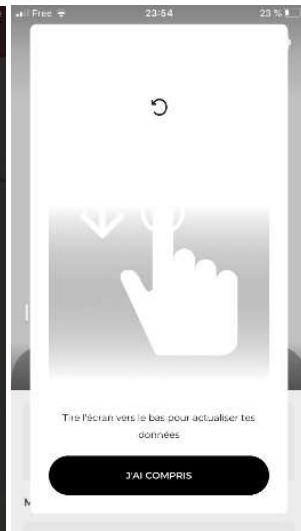 Free 23:54 23 %
Tire l'écran vers le bas pour actualiser tes
données
J'AI COMPRIS
M